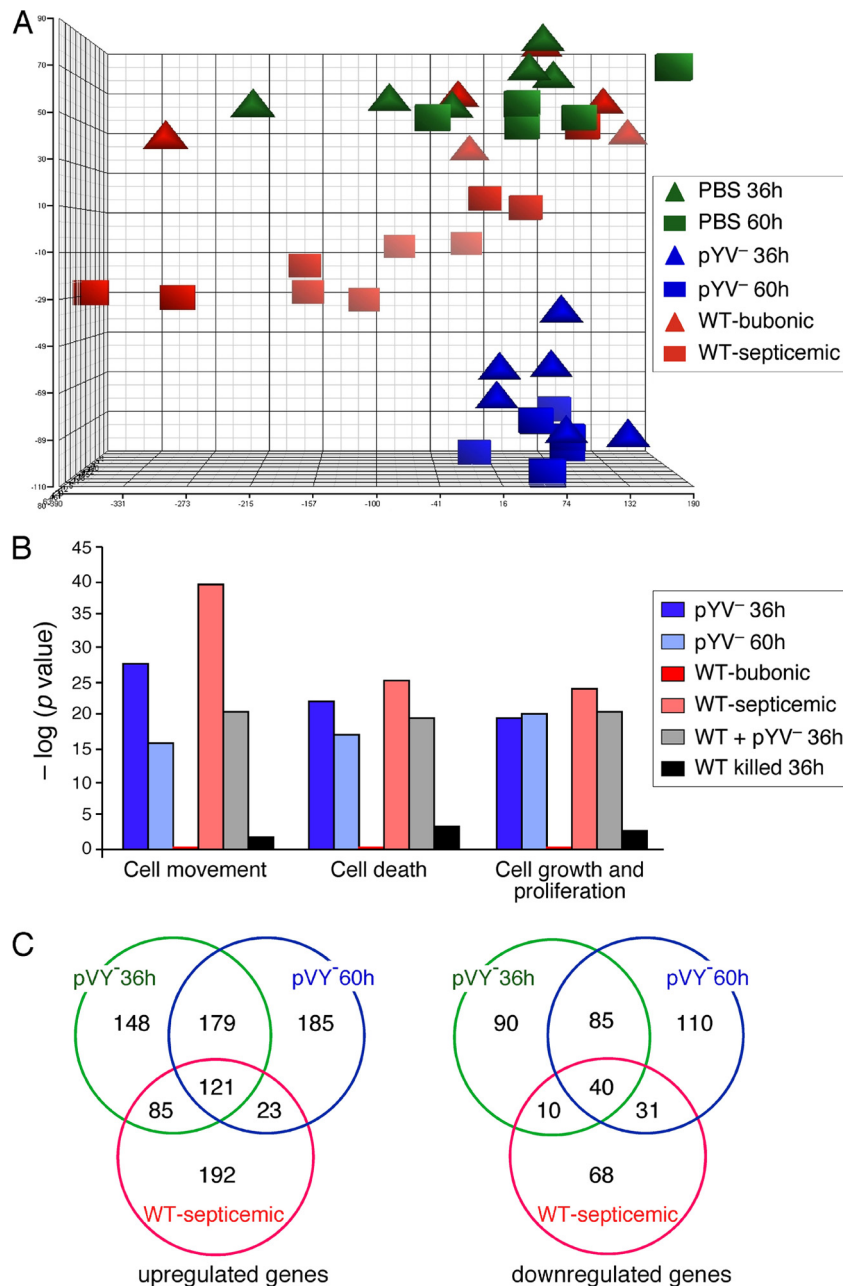 A
90
70
50
30
10
-10
-29
-49
-69
-89
-110
80
-390
-331
-273
-215
-157
-100
-41
16
74
132
190
PBS 36h
PBS 60h
pYV⁻ 36h
pYV⁻ 60h
WT-bubonic
WT-septicemic
B
– log (p value)
45
40
35
30
25
20
15
10
5
0
Cell movement
Cell death
Cell growth and
proliferation
pYV⁻ 36h
pYV⁻ 60h
WT-bubonic
WT-septicemic
WT + pYV⁻ 36h
WT killed 36h
C
pVY⁻36h
pVY⁻60h
148
179
185
121
85
23
192
WT-septicemic
upregulated genes
pVY⁻36h
pVY⁻60h
90
85
110
40
10
31
68
WT-septicemic
downregulated genes